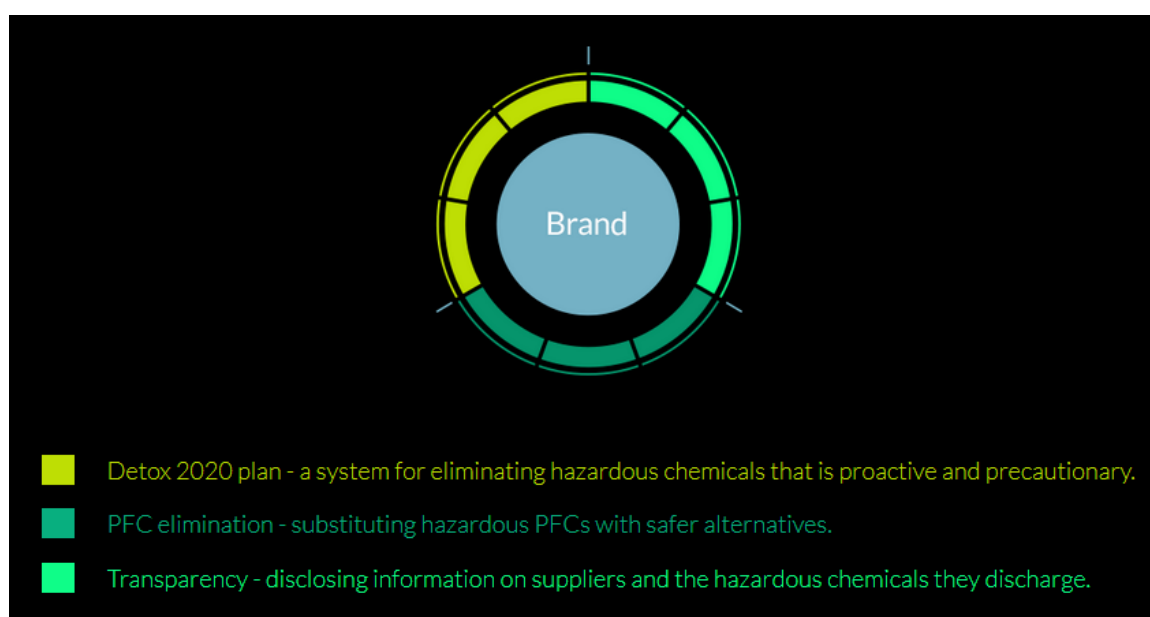 Brand
Detox 2020 plan - a system for eliminating hazardous chemicals that is proactive and precautionary.
PFC elimination - substituting hazardous PFCs with safer alternatives.
Transparency - disclosing information on suppliers and the hazardous chemicals they discharge.